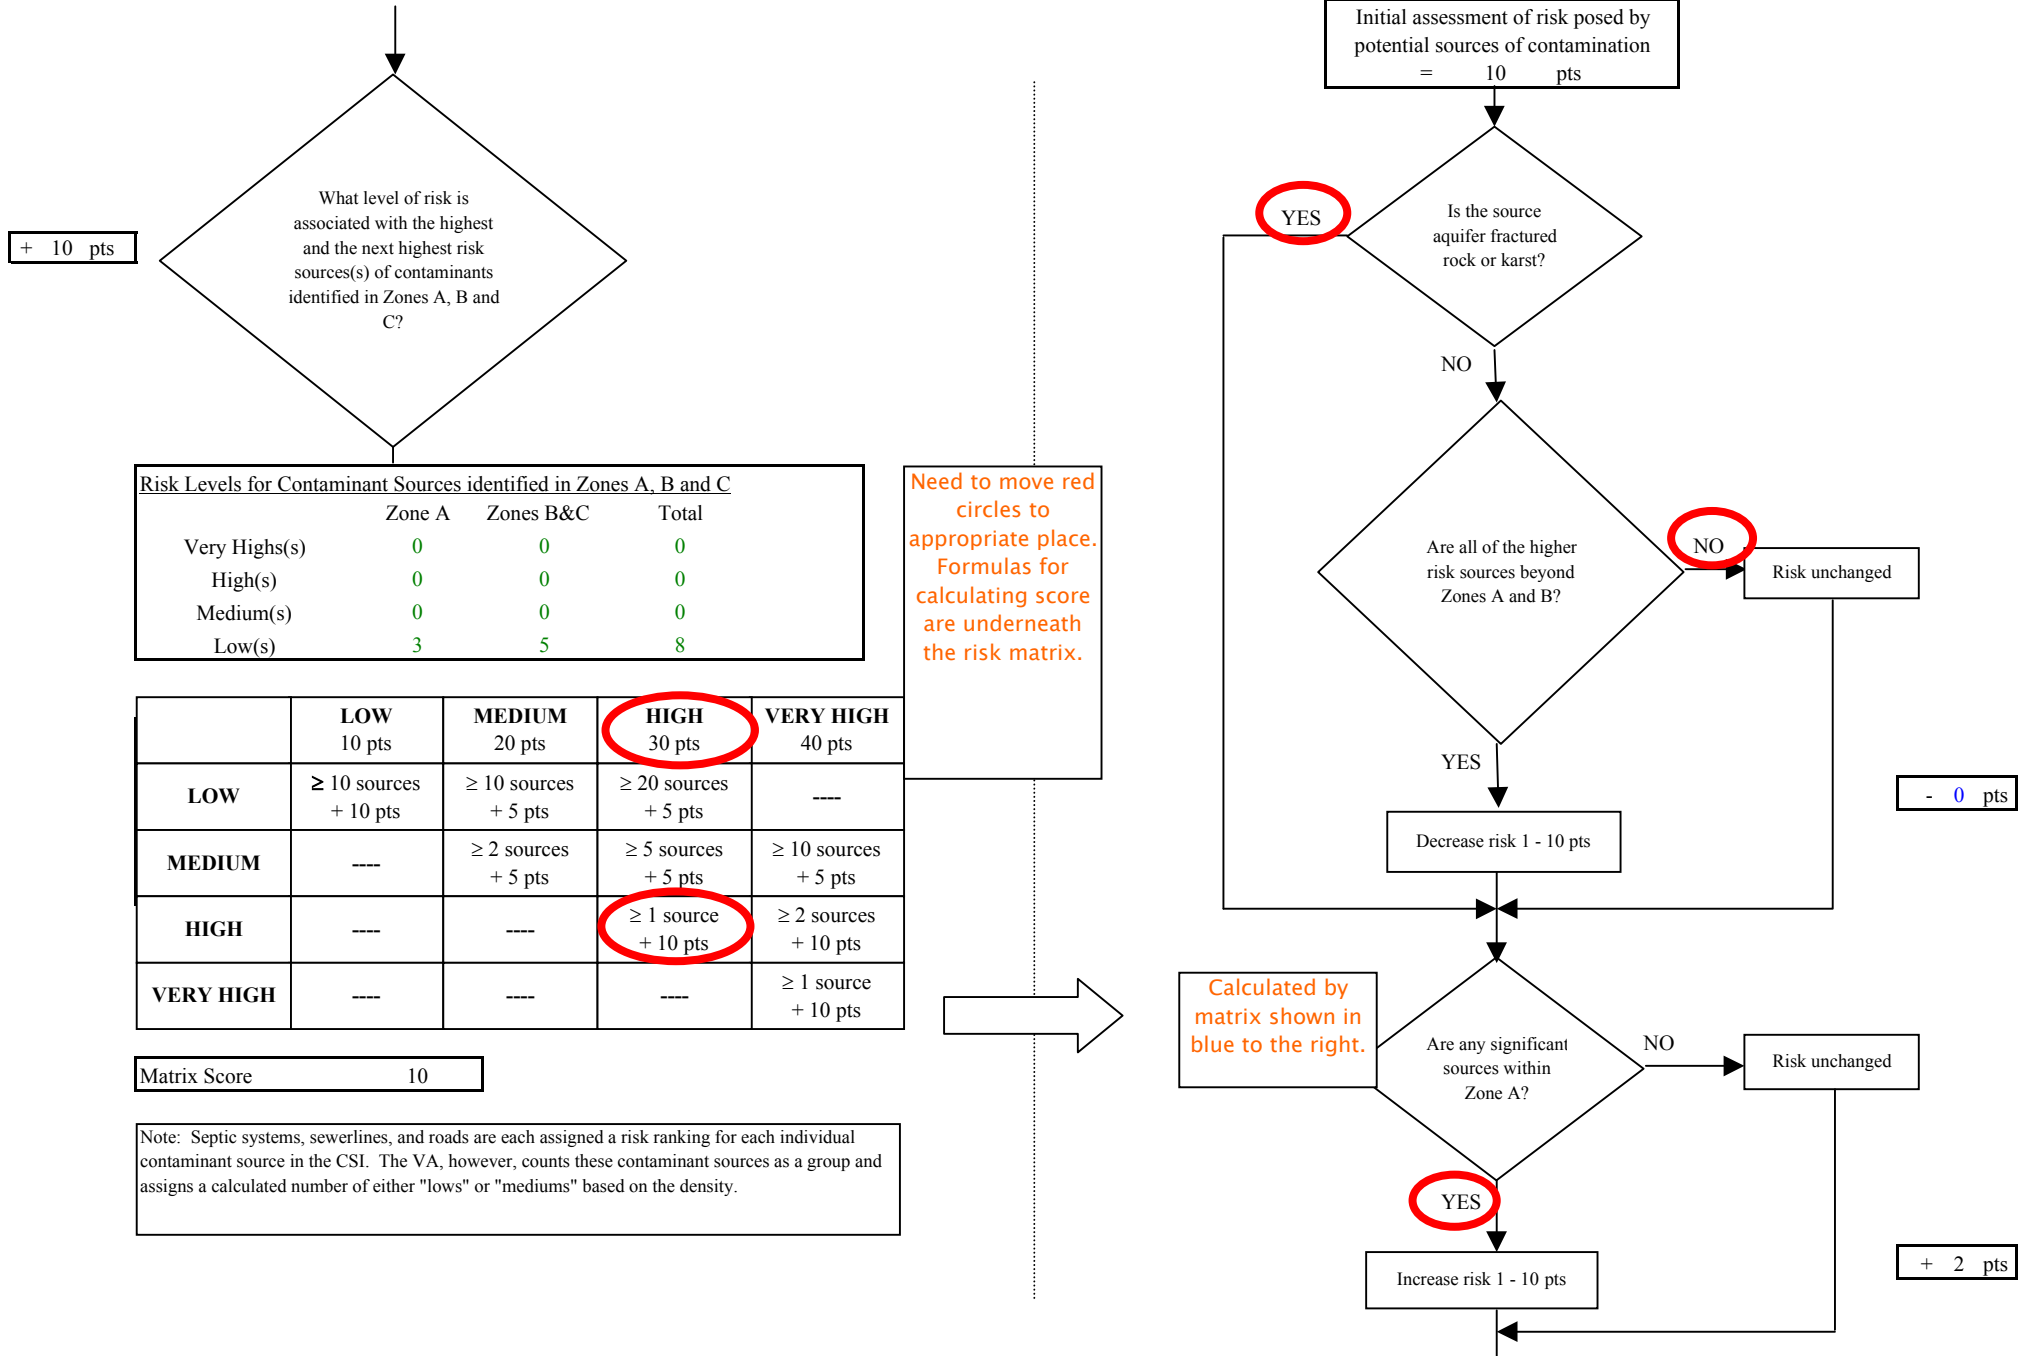 What level of risk is
associated with the highest
and the next highest risk
sources(s) of contaminants
identified in Zones A, B and
C?
+ 10 pts
Risk Levels for Contaminant Sources identified in Zones A, B and C
Zone A Zones B&C Total
Very Highs(s) 0 0 0
High(s) 0 0 0
Medium(s) 0 0 0
Low(s) 3 5 8
Need to move red
circles to
appropriate place.
Formulas for
calculating score
are underneath
the risk matrix.
LOW MEDIUM HIGH VERY HIGH
10 pts 20 pts 30 pts 40 pts
LOW
≥ 10 sources ≥ 10 sources ≥ 20 sources ----
+ 10 pts + 5 pts + 5 pts
MEDIUM
---- ≥ 2 sources ≥ 5 sources ≥ 10 sources
+ 5 pts + 5 pts + 5 pts
HIGH
---- ---- ≥ 1 source ≥ 2 sources
+ 10 pts + 10 pts
VERY HIGH
---- ---- ---- ≥ 1 source
+ 10 pts
Matrix Score 10
Note: Septic systems, sewerlines, and roads are each assigned a risk ranking for each individual
contaminant source in the CSI. The VA, however, counts these contaminant sources as a group and
assigns a calculated number of either "lows" or "mediums" based on the density.
Initial assessment of risk posed by
potential sources of contamination
= 10 pts
YES
Is the source
aquifer fractured
rock or karst?
NO
Are all of the higher
risk sources beyond
Zones A and B?
NO
Risk unchanged
YES
- 0 pts
Decrease risk 1 - 10 pts
Calculated by
matrix shown in
blue to the right.
Are any significant
sources within
Zone A?
NO
Risk unchanged
YES
Increase risk 1 - 10 pts
+ 2 pts